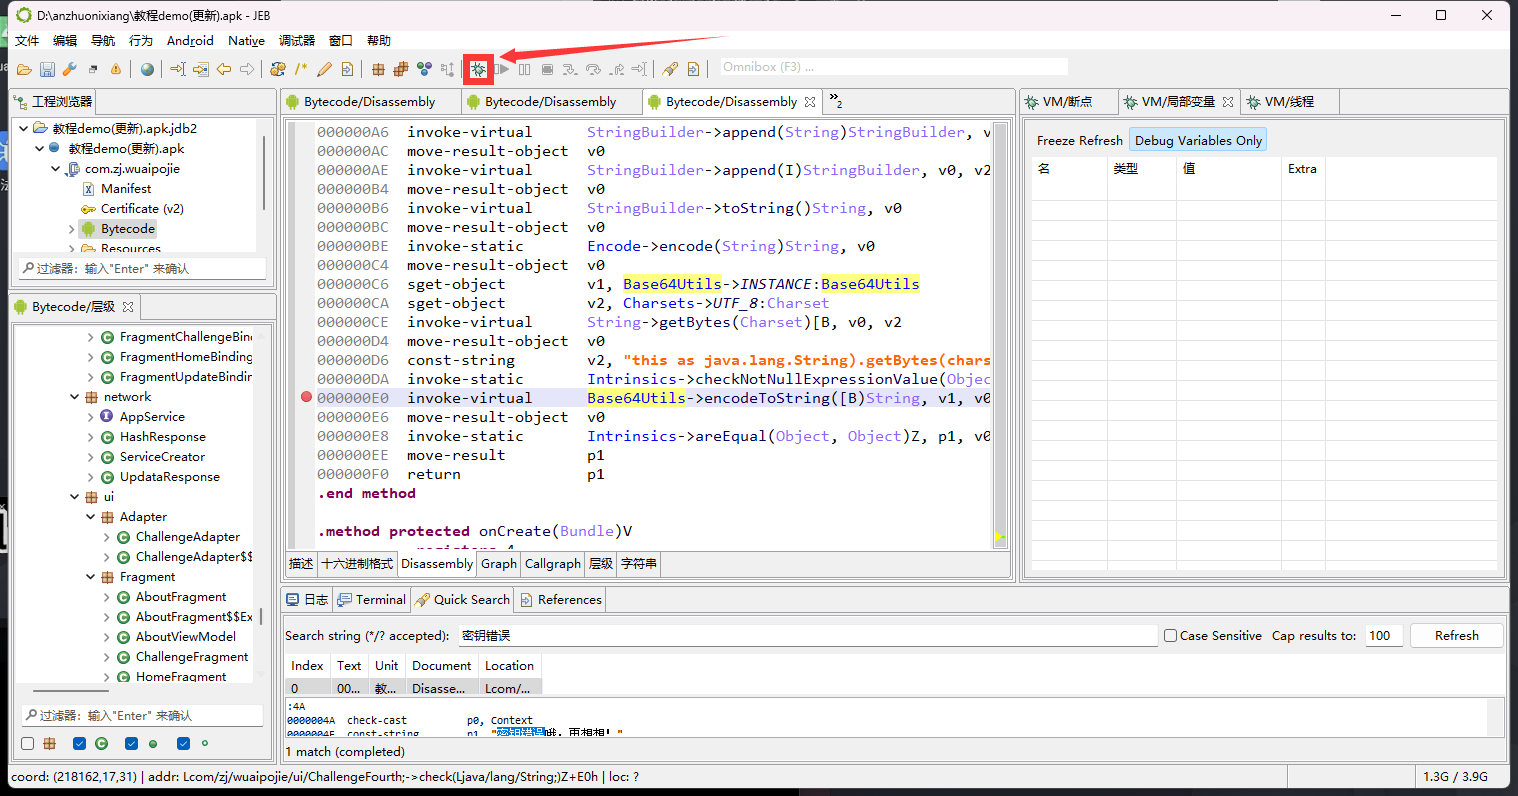 D:\anzhuonixiang\教程demo(更新).apk - JEB
文件 编辑 导航 行为 Android Native 调试器 窗口 帮助
Omnibox (F3) ...
工程浏览器
教程demo(更新).apk.jdb2
教程demo(更新).apk
com.zj.wuaipojie
Manifest
Certificate (v2)
Bytecode
Resources
过滤器：输入"Enter" 来确认
Bytecode/层级
FragmentChallengeBin
FragmentHomeBinding
FragmentUpdateBindin
network
AppService
HashResponse
ServiceCreator
UpdataResponse
ui
Adapter
ChallengeAdapter
ChallengeAdapter$$
Fragment
AboutFragment
AboutFragment$$Ex
AboutViewModel
ChallengeFragment
HomeFragment
过滤器：输入"Enter" 来确认
Bytecode/Disassembly Bytecode/Disassembly Bytecode/Disassembly »2
000000A6 invoke-virtual StringBuilder->append(String)StringBuilder, v
000000AC move-result-object v0
000000AE invoke-virtual StringBuilder->append(I)StringBuilder, v0, v2
000000B4 move-result-object v0
000000B6 invoke-virtual StringBuilder->toString()String, v0
000000BC move-result-object v0
000000BE invoke-static Encode->encode(String)String, v0
000000C4 move-result-object v0
000000C6 sget-object v1, Base64Utils->INSTANCE:Base64Utils
000000CA sget-object v2, Charsets->UTF_8:Charset
000000CE invoke-virtual String->getBytes(Charset)[B, v0, v2
000000D4 move-result-object v0
000000D6 const-string v2, "this as java.lang.String).getBytes(chars
000000DA invoke-static Intrinsics->checkNotNullExpressionValue(Objec
000000E0 invoke-virtual Base64Utils->encodeToString([B)String, v1, v0
000000E6 move-result-object v0
000000E8 invoke-static Intrinsics->areEqual(Object, Object)Z, p1, v0
000000EE move-result p1
000000F0 return p1
.end method
.method protected onCreate(Bundle)V
描述 十六进制格式 Disassembly Graph Callgraph 层级 字符串
VM/断点 VM/局部变量 VM/线程
Freeze Refresh Debug Variables Only
名 类型 值 Extra
日志 Terminal Quick Search References
Search string (*/? accepted): 密钥错误 Case Sensitive Cap results to: 100 Refresh
Index Text Unit Document Location
0 00... 教... Disasse... Lcom/...
:4A
0000004A check-cast p0, Context
0000004E const-string p1, "密钥错误哦，再想想！"
1 match (completed)
coord: (218162,17,31) | addr: Lcom/zj/wuaipojie/ui/ChallengeFourth;->check(Ljava/lang/String;)Z+E0h | loc: ?
1.3G / 3.9G